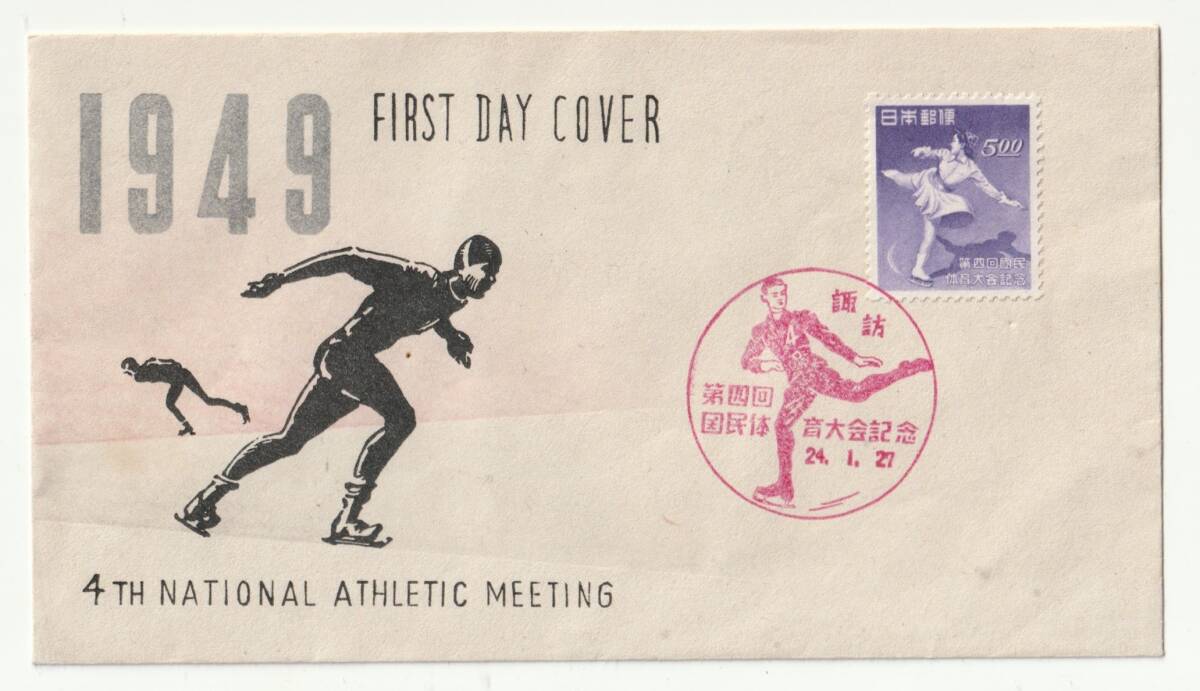 1949
FIRST DAY COVER
日本郵便
5.00
第四回國民
体育大会記念
諏訪
第四回
国民体育大会記念
24. 1. 27
4TH NATIONAL ATHLETIC MEETING